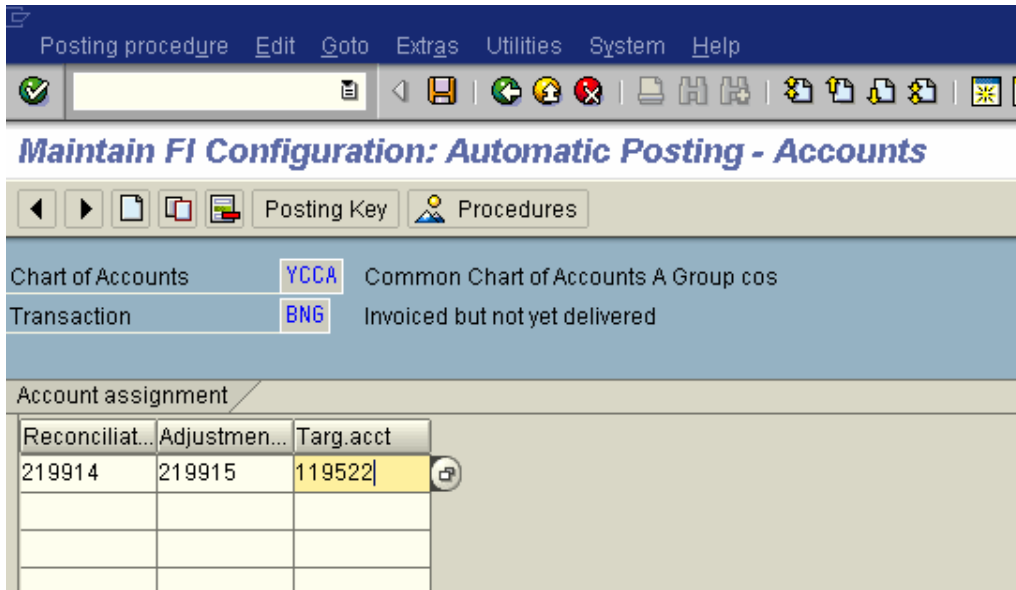 Posting procedure Edit Goto Extras Utilities System Help
Maintain FI Configuration: Automatic Posting - Accounts
Posting Key Procedures
Chart of Accounts YCCA Common Chart of Accounts A Group cos
Transaction BNG Invoiced but not yet delivered
Account assignment
Reconciliat... Adjustmen... Targ.acct
219914 219915 119522